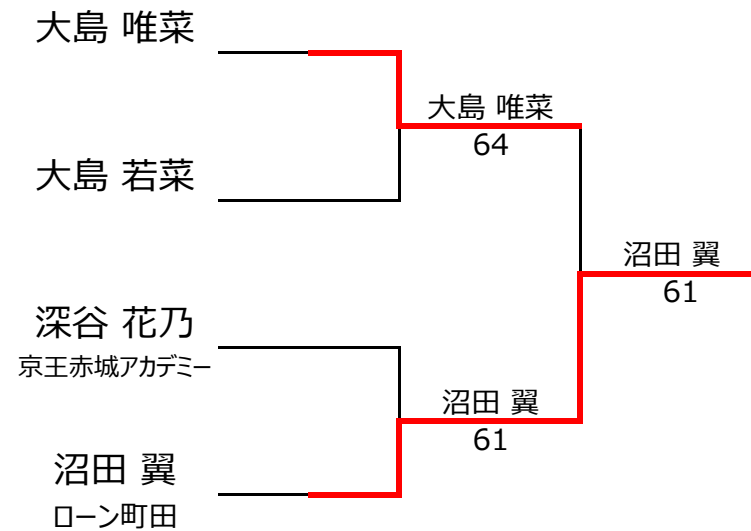 大島 唯菜
大島 唯菜
64
大島 若菜
沼田 翼
61
深谷 花乃
京王赤城アカデミー
沼田 翼
61
沼田 翼
ローン町田